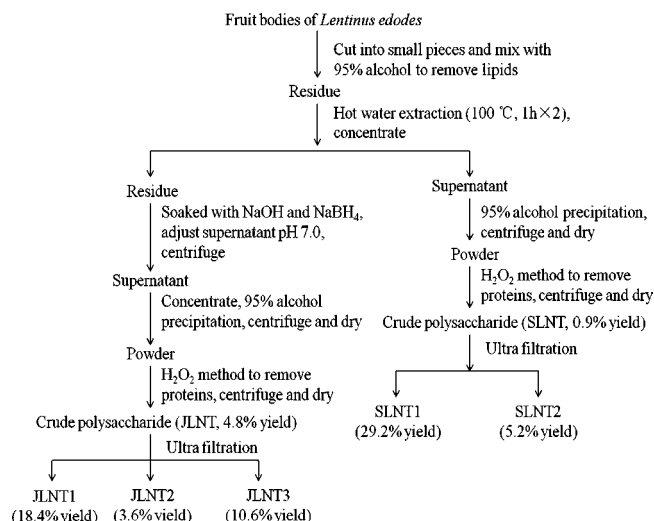 Fruit bodies of Lentinus edodes
Cut into small pieces and mix with
95% alcohol to remove lipids
Residue
Hot water extraction (100 ℃, 1h×2),
concentrate
Residue
Soaked with NaOH and NaBH₄,
adjust supernatant pH 7.0,
centrifuge
Supernatant
Concentrate, 95% alcohol
precipitation, centrifuge and dry
Powder
H₂O₂ method to remove
proteins, centrifuge and dry
Crude polysaccharide (JLNT, 4.8% yield)
Ultra filtration
JLNT1
(18.4% yield)
JLNT2
(3.6% yield)
JLNT3
(10.6% yield)
Supernatant
95% alcohol precipitation,
centrifuge and dry
Powder
H₂O₂ method to remove
proteins, centrifuge and dry
Crude polysaccharide (SLNT, 0.9% yield)
Ultra filtration
SLNT1
(29.2% yield)
SLNT2
(5.2% yield)